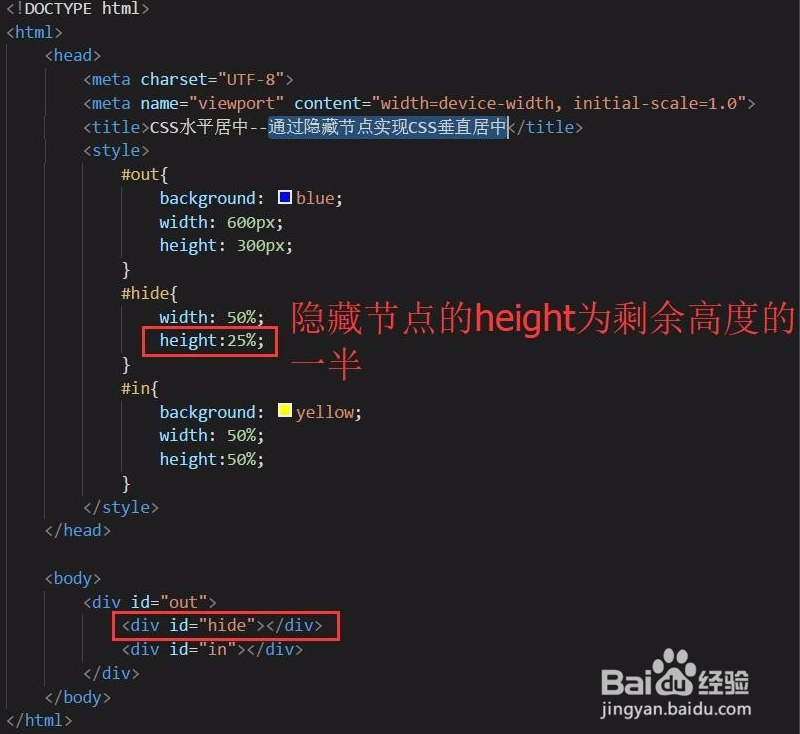 <!DOCTYPE html>
<html>
<head>
<meta charset="UTF-8">
<meta name="viewport" content="width=device-width, initial-scale=1.0">
<title>CSS水平居中--通过隐藏节点实现CSS垂直居中</title>
<style>
#out{
background: blue;
width: 600px;
height: 300px;
}
#hide{
width: 50%;
height:25%;
隐藏节点的height为剩余高度的
一半
}
#in{
background: yellow;
width: 50%;
height:50%;
}
</style>
</head>
<body>
<div id="out">
<div id="hide"></div>
<div id="in"></div>
</div>
</body>
</html>
Bai du 经验
jingyan.baidu.com